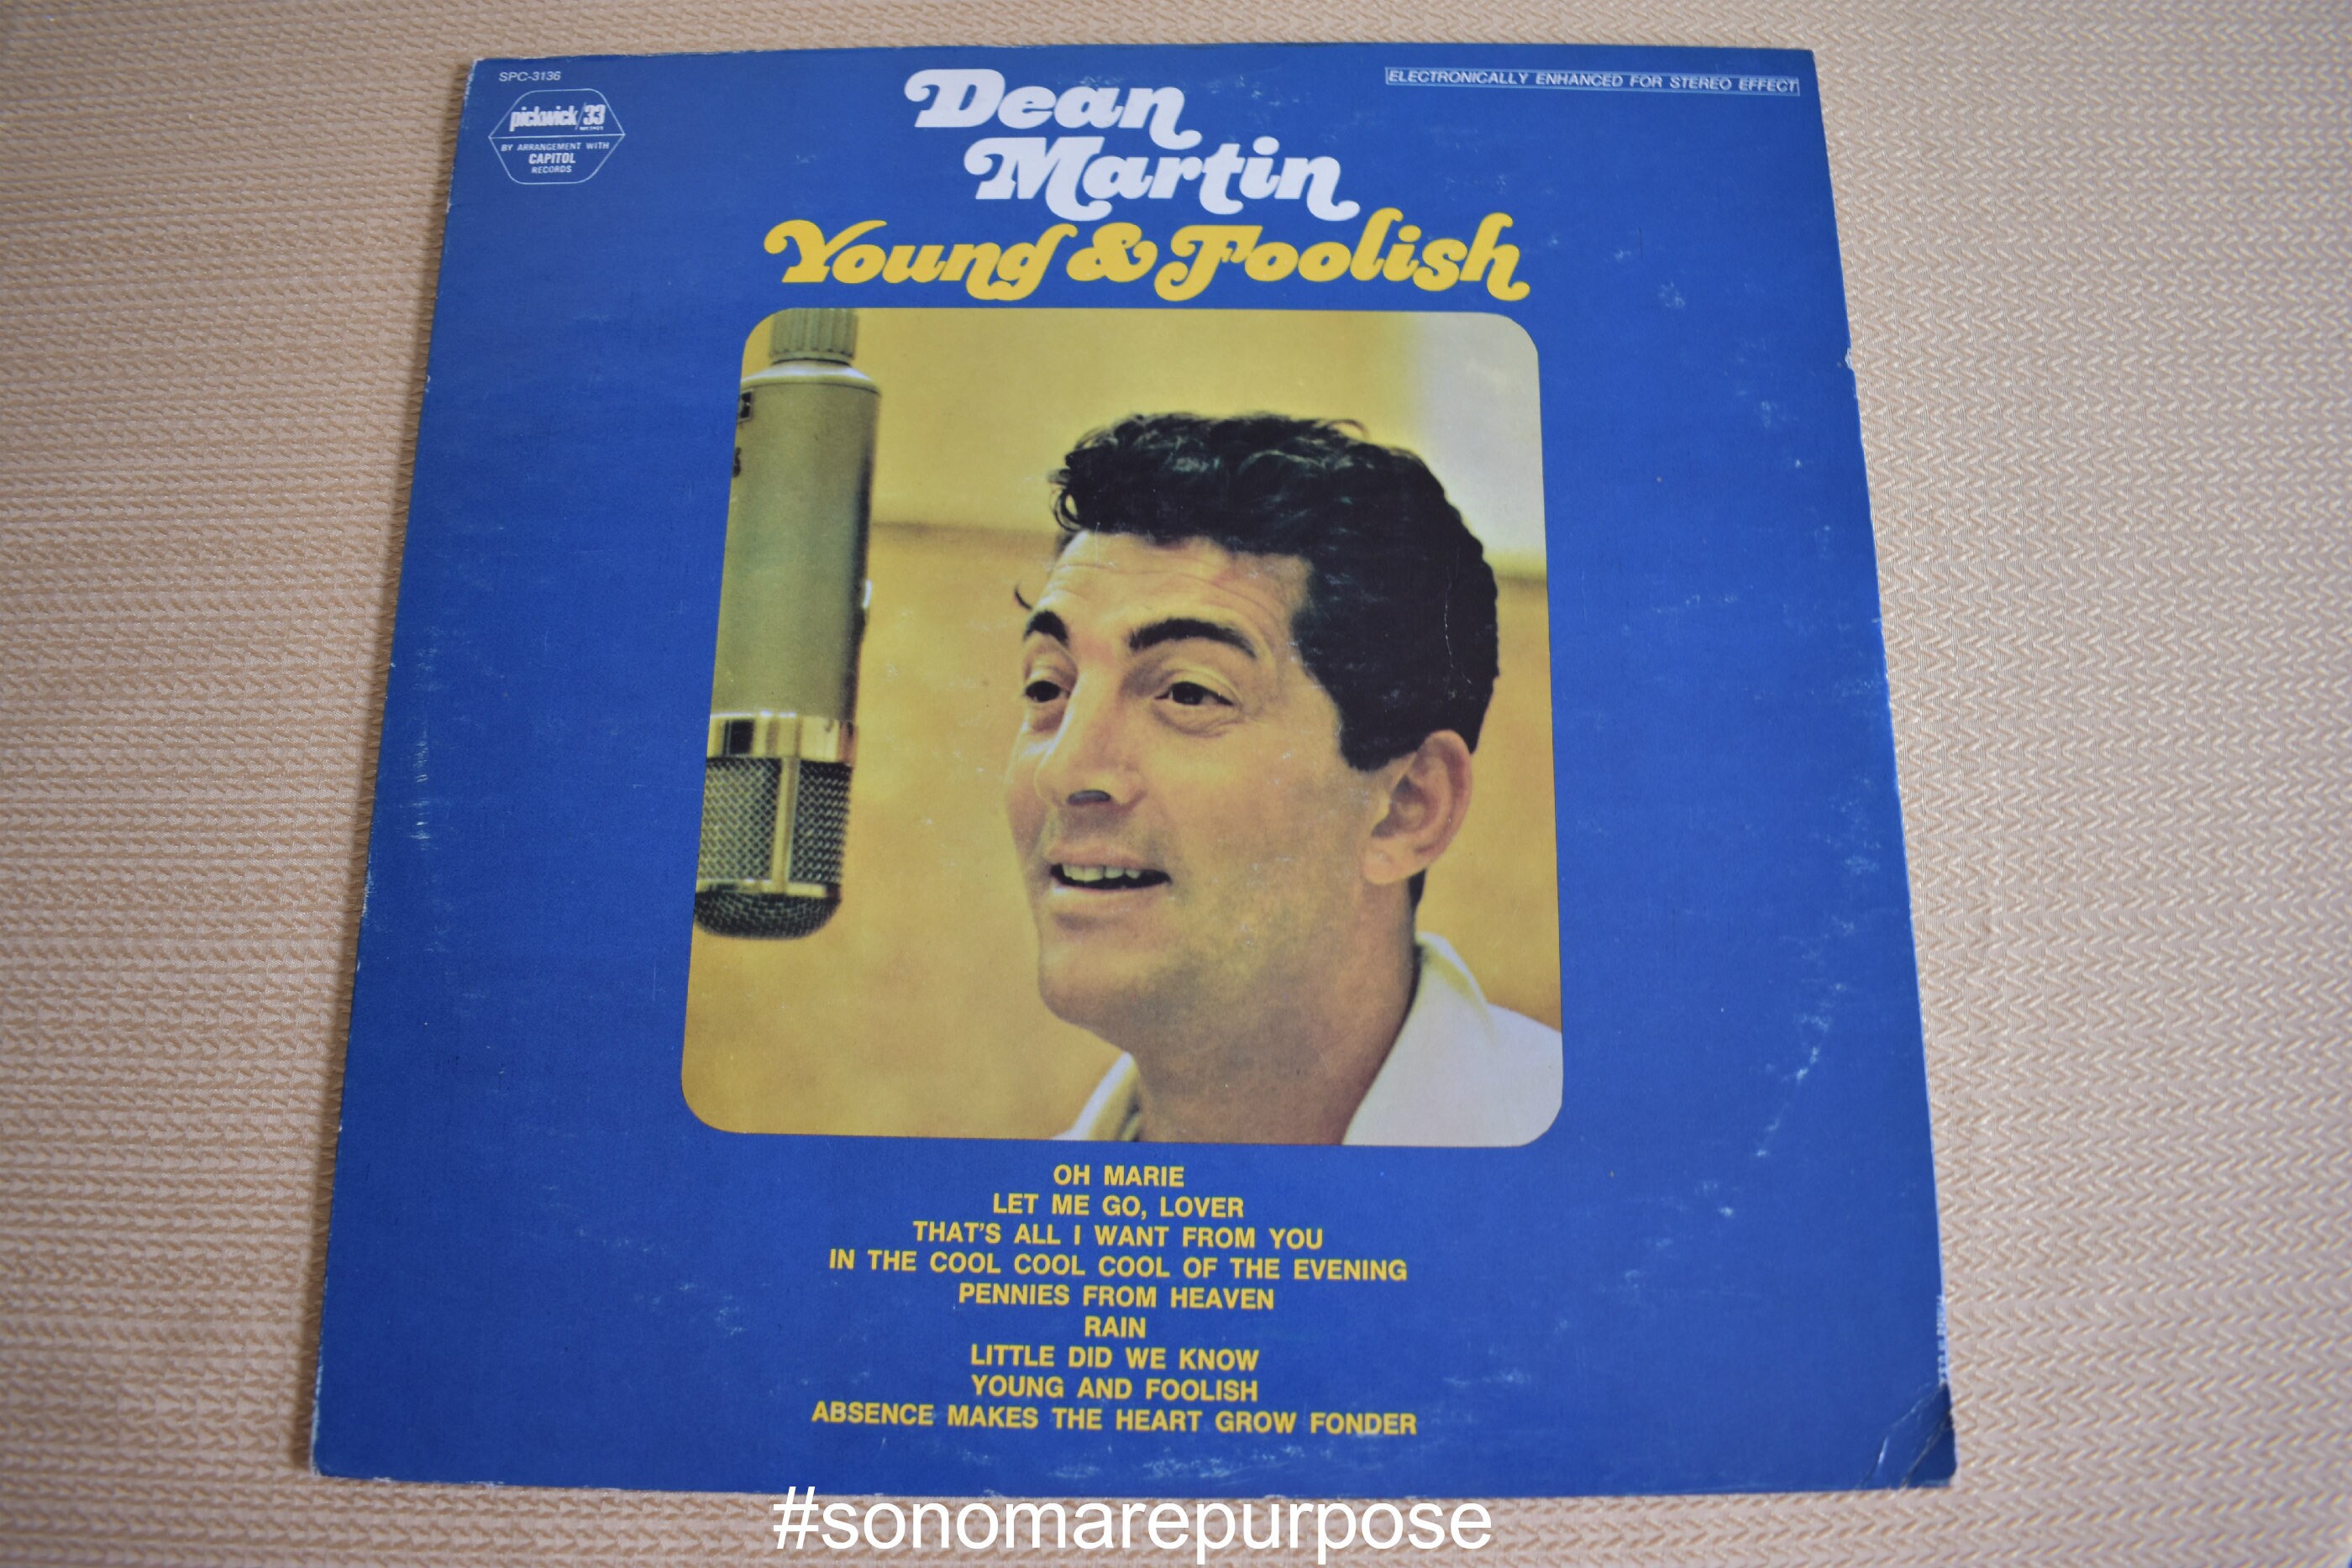 SPC-3136
pickwick/33
RECORDS
BY ARRANGEMENT WITH
CAPITOL
RECORDS
ELECTRONICALLY ENHANCED FOR STEREO EFFECT
Dean
Martin
Young & Foolish
OH MARIE
LET ME GO, LOVER
THAT'S ALL I WANT FROM YOU
IN THE COOL COOL COOL OF THE EVENING
PENNIES FROM HEAVEN
RAIN
LITTLE DID WE KNOW
YOUNG AND FOOLISH
ABSENCE MAKES THE HEART GROW FONDER
#sonomarepurpose